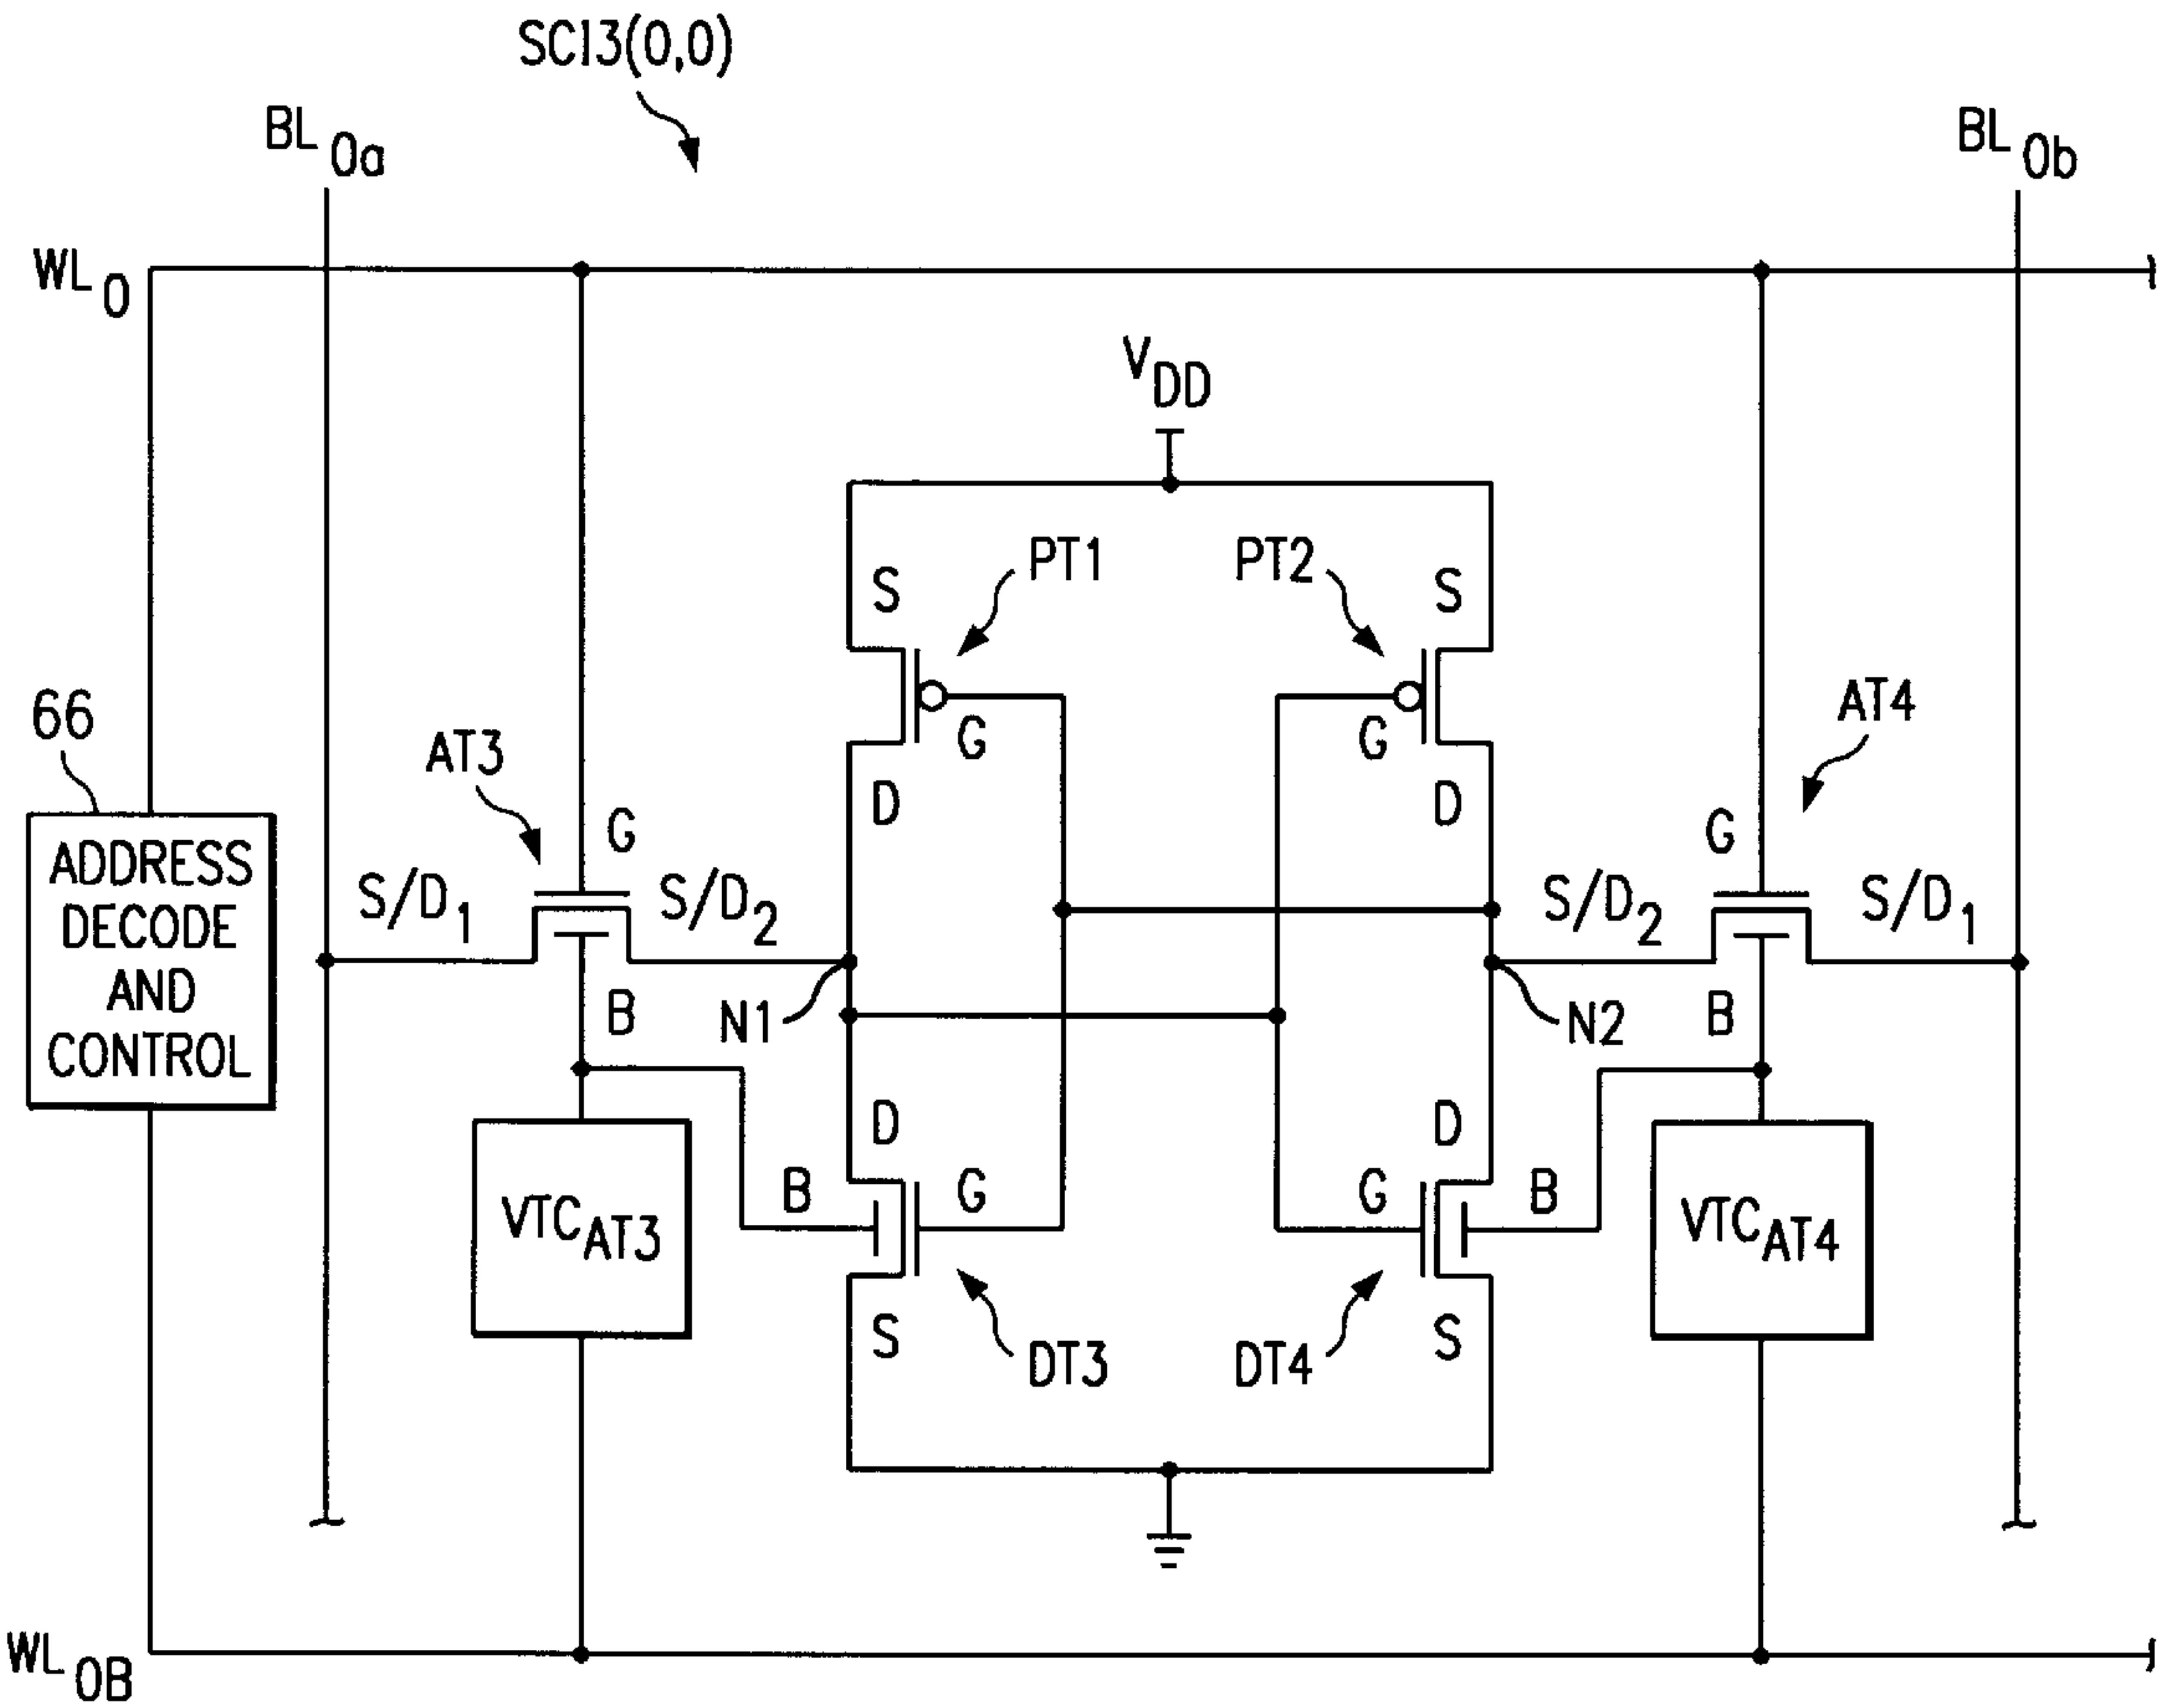 SC13(0,0)
BL0a
BL0b
WL0
VDD
PT1
PT2
S
S
66
AT3
AT4
G
G
D
D
G
G
ADDRESS
DECODE
AND
CONTROL
S/D1
S/D2
S/D2
S/D1
B
N1
N2
B
D
D
B
G
G
B
VTCAT3
VTCAT4
S
DT3
DT4
S
WL0B